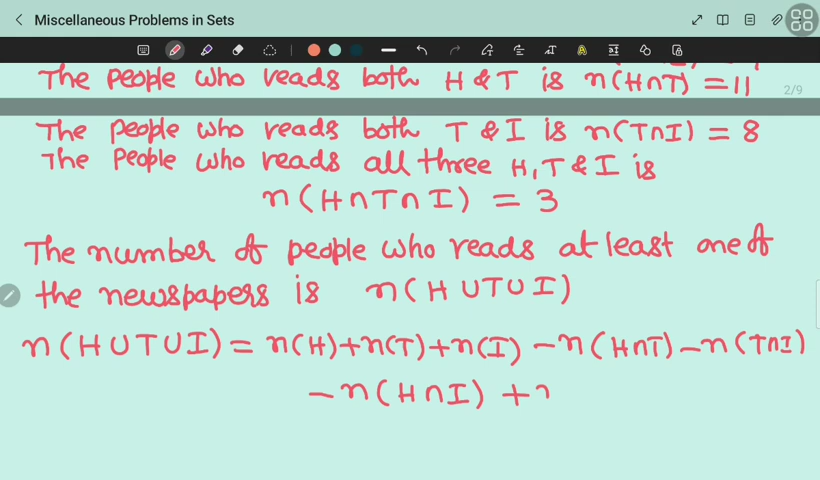 Miscellaneous Problems in Sets
The people who reads both H & T is n(H∩T) = 11
2/9
The people who reads both T & I is n(T∩I) = 8
The people who reads all three H, T & I is
n(H∩T∩I) = 3
The number of people who reads at least one of
the newspapers is n(H∪T∪I)
n(H∪T∪I) = n(H)+n(T)+n(I) -n(H∩T) -n(T∩I)
-n(H∩I) +